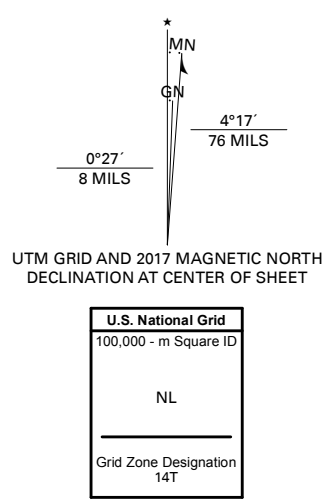 ★
MN
GN
4°17´
76 MILS
0°27´
8 MILS
UTM GRID AND 2017 MAGNETIC NORTH
DECLINATION AT CENTER OF SHEET
U.S. National Grid
100,000 - m Square ID
NL
Grid Zone Designation
14T